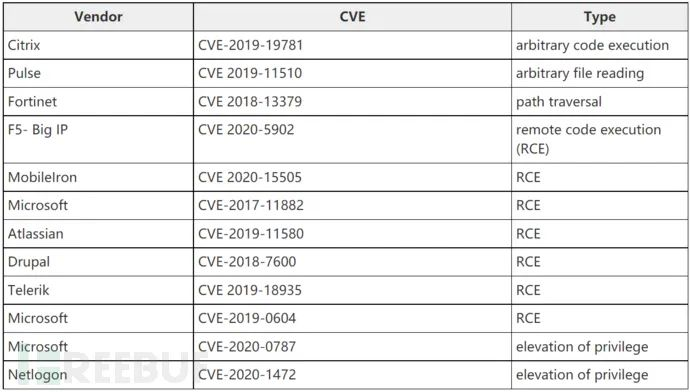 Vendor CVE Type
Citrix CVE-2019-19781 arbitrary code execution
Pulse CVE-2019-11510 arbitrary file reading
Fortinet CVE 2018-13379 path traversal
F5- Big IP CVE 2020-5902 remote code execution
(RCE)
MobileIron CVE 2020-15505 RCE
Microsoft CVE-2017-11882 RCE
Atlassian CVE-2019-11580 RCE
Drupal CVE-2018-7600 RCE
Telerik CVE 2019-18935 RCE
Microsoft CVE-2019-0604 RCE
Microsoft CVE-2020-0787 elevation of privilege
Netlogon CVE-2020-1472 elevation of privilege
REEBUF